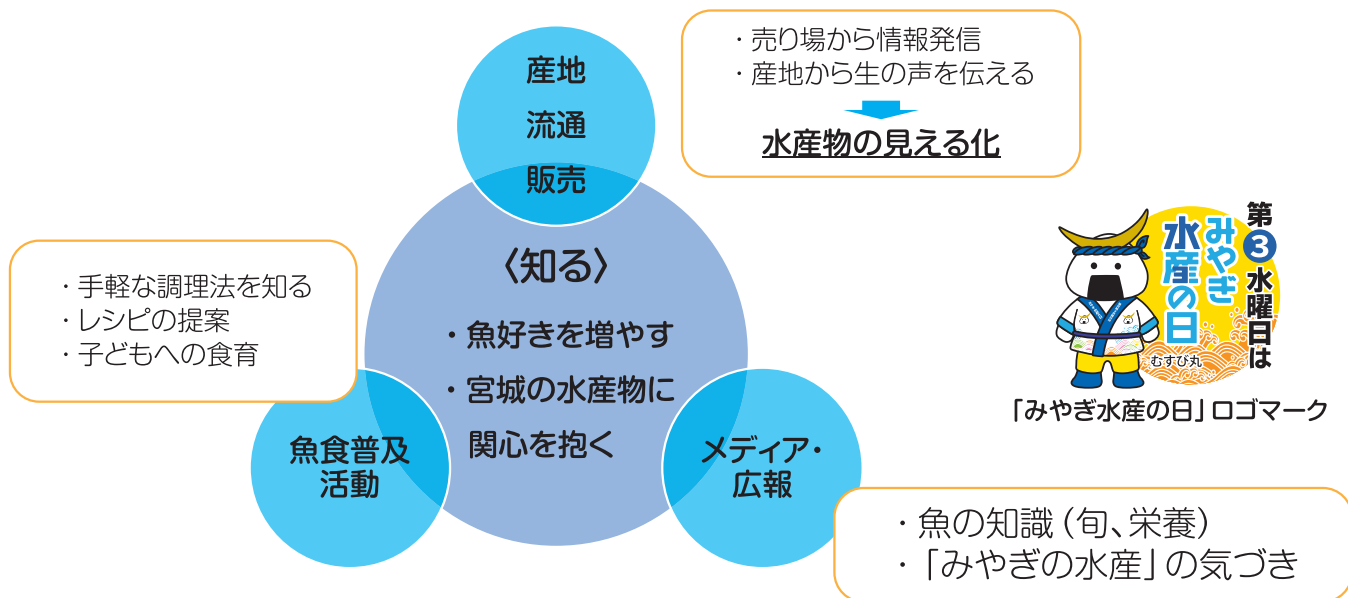 産地
流通
販売
・売り場から情報発信
・産地から生の声を伝える
水産物の見える化
〈知る〉
・魚好きを増やす
・宮城の水産物に
関心を抱く
・手軽な調理法を知る
・レシピの提案
・子どもへの食育
魚食普及
活動
メディア・
広報
・魚の知識（旬、栄養）
・「みやぎの水産」の気づき
第3水曜日は
みやぎ
水産の日
むすび丸
「みやぎ水産の日」ロゴマーク